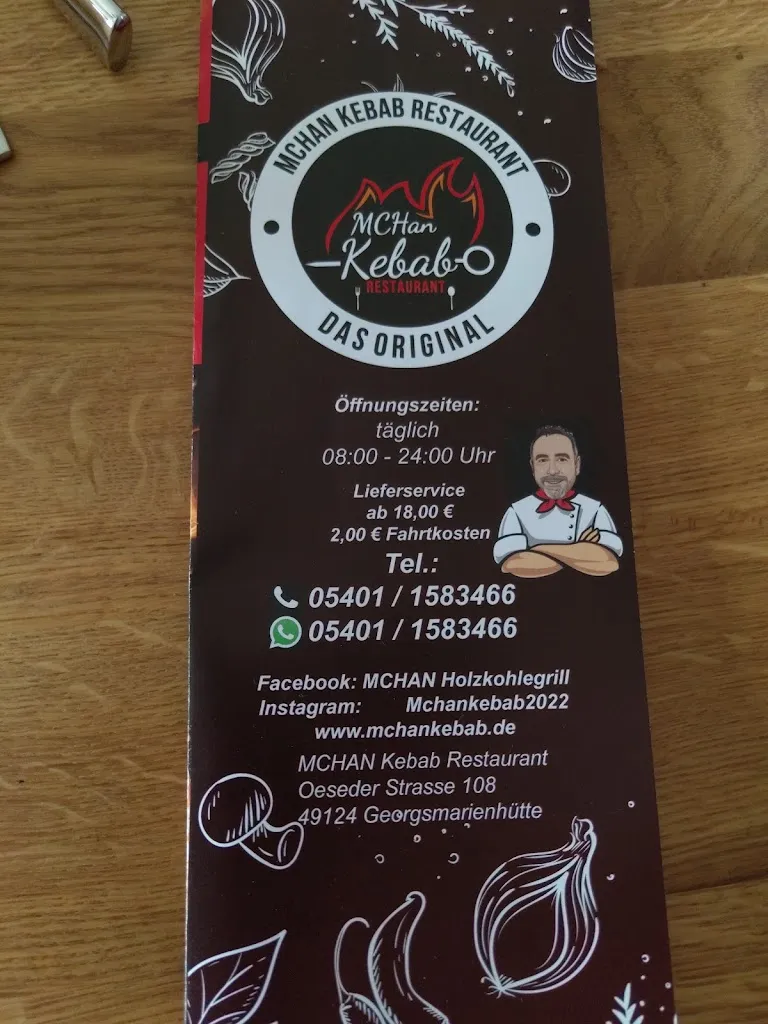 MCHAN KEBAB RESTAURANT
MCHan
Kebab
RESTAURANT
DAS ORIGINAL
Öffnungszeiten:
täglich
08:00 - 24:00 Uhr
Lieferservice
ab 18,00 €
2,00 € Fahrtkosten
Tel.:
05401 / 1583466
05401 / 1583466
Facebook: MCHAN Holzkohlegrill
Instagram: Mchankebab2022
www.mchankebab.de
MCHAN Kebab Restaurant
Oeseder Strasse 108
49124 Georgsmarienhütte